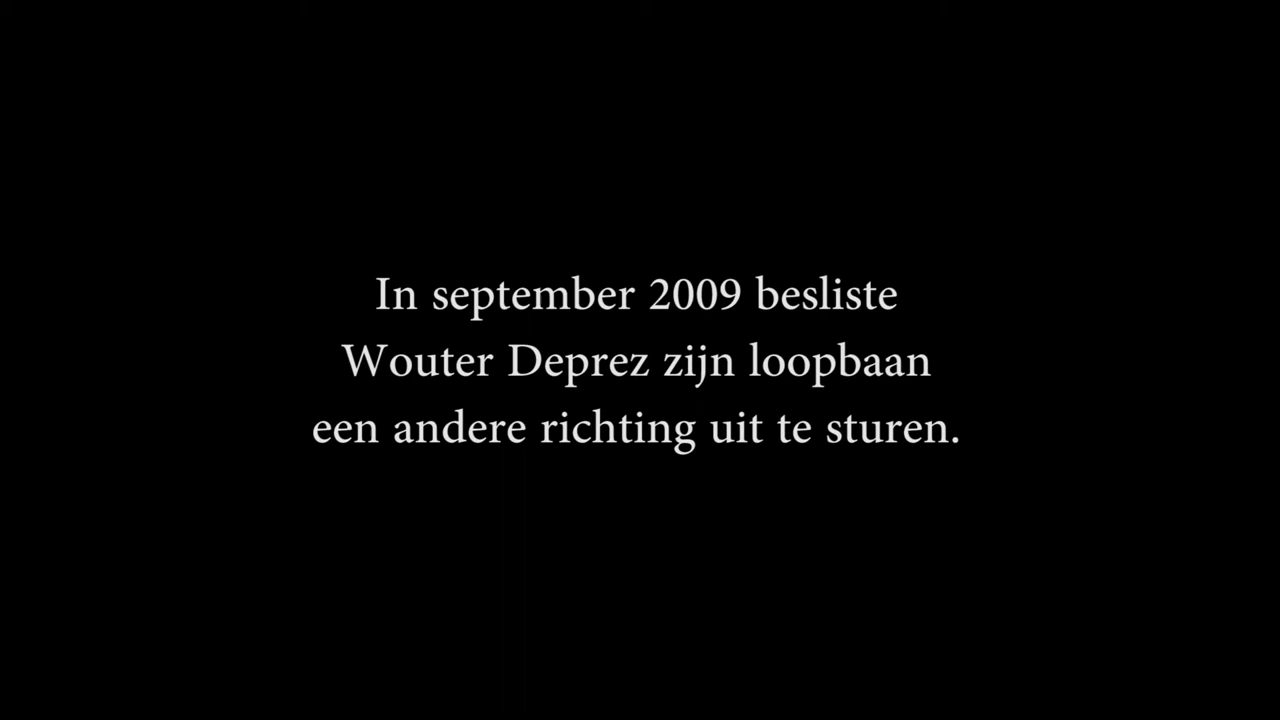 In september 2009 besliste
Wouter Deprez zijn loopbaan
een andere richting uit te sturen.